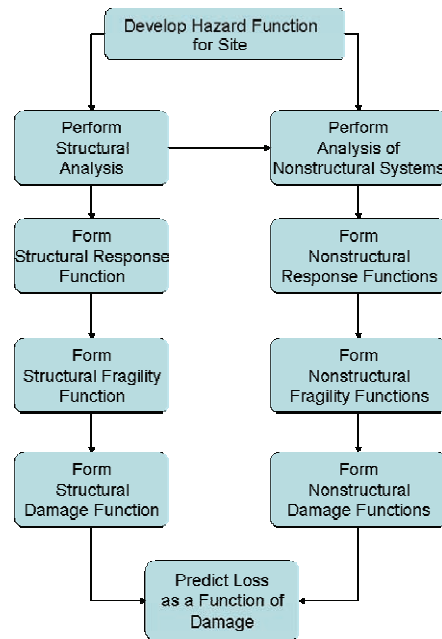 Develop Hazard Function
for Site
Perform
Structural
Analysis
Perform
Analysis of
Nonstructural Systems
Form
Structural Response
Function
Form
Nonstructural
Response Functions
Form
Structural Fragility
Function
Form
Nonstructural
Fragility Functions
Form
Structural
Damage Function
Form
Nonstructural
Damage Functions
Predict Loss
as a Function of
Damage